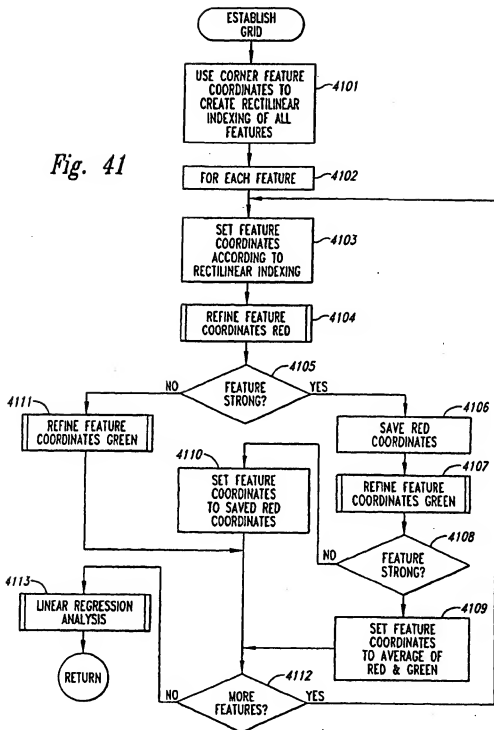 ESTABLISH
GRID
USE CORNER FEATURE
COORDINATES TO
CREATE RECTILINEAR
INDEXING OF ALL
FEATURES
4101
Fig. 41
FOR EACH FEATURE
4102
SET FEATURE
COORDINATES
ACCORDING TO
RECTILINEAR INDEXING
4103
REFINE FEATURE
COORDINATES RED
4104
4105
FEATURE
STRONG?
NO
YES
4111
REFINE FEATURE
COORDINATES GREEN
4106
SAVE RED
COORDINATES
4110
SET FEATURE
COORDINATES
TO SAVED RED
COORDINATES
4107
REFINE FEATURE
COORDINATES GREEN
4108
FEATURE
STRONG?
NO
YES
4113
LINEAR REGRESSION
ANALYSIS
4109
SET FEATURE
COORDINATES
TO AVERAGE OF
RED & GREEN
RETURN
4112
MORE
FEATURES?
NO
YES